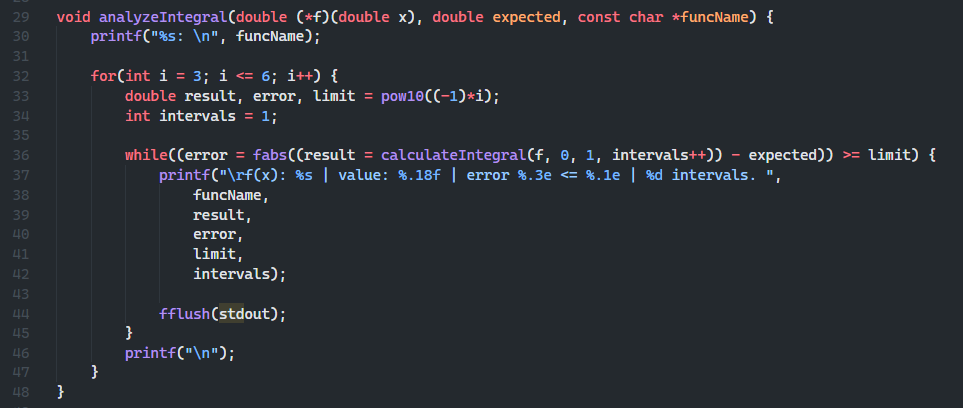 29 void analyzeIntegral(double (*f)(double x), double expected, const char *funcName) {
30     printf("%s: \n", funcName);
31
32     for(int i = 3; i <= 6; i++) {
33         double result, error, limit = pow10((-1)*i);
34         int intervals = 1;
35
36         while((error = fabs((result = calculateIntegral(f, 0, 1, intervals++)) - expected)) >= limit) {
37             printf("\rf(x): %s | value: %.18f | error %.3e <= %.1e | %d intervals. ",
38                 funcName,
39                 result,
40                 error,
41                 limit,
42                 intervals);
43
44             fflush(stdout);
45         }
46         printf("\n");
47     }
48 }